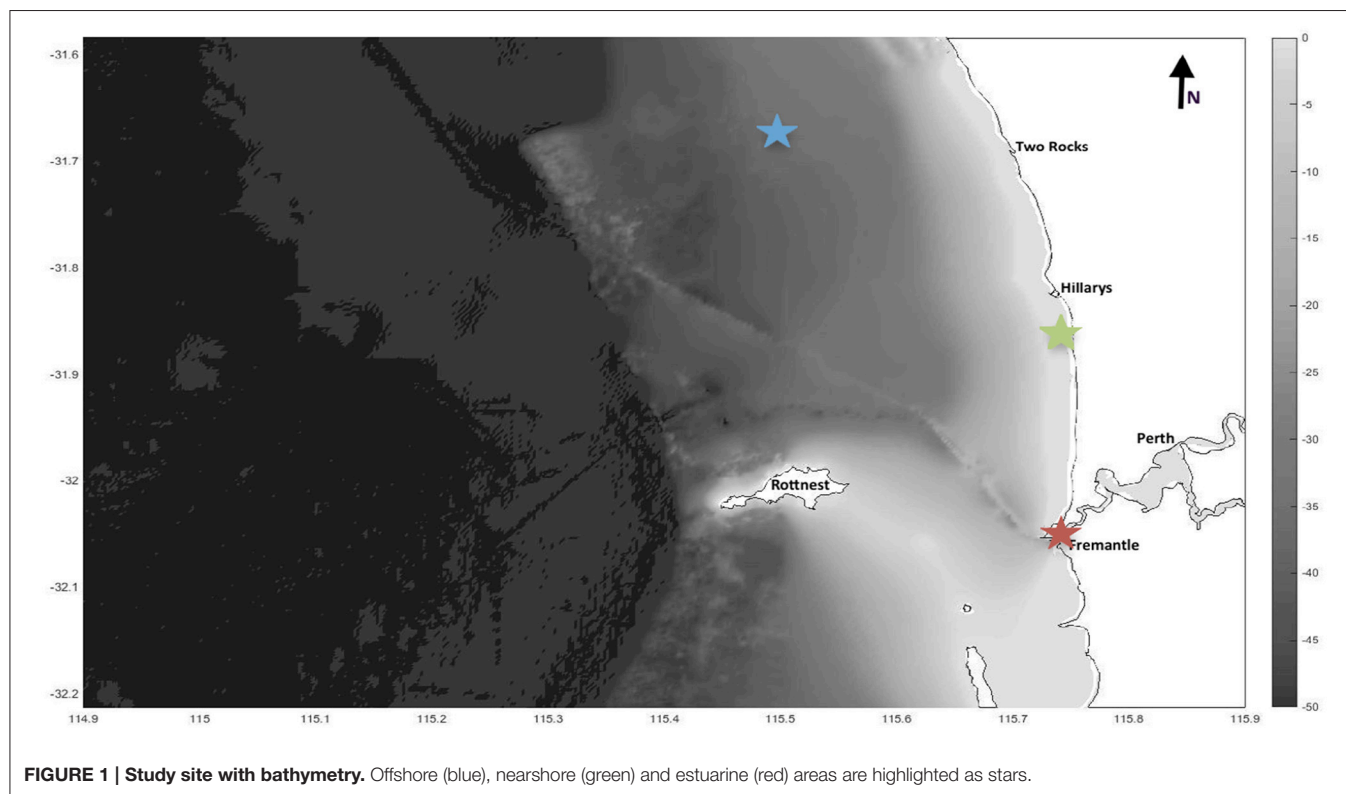 -31.6
-31.7
-31.8
-31.9
-32
-32.1
-32.2
114.9 115 115.1 115.2 115.3 115.4 115.5 115.6 115.7 115.8 115.9
N
Two Rocks
Hillarys
Perth
Rottnest
Fremantle
0
-5
-10
-15
-20
-25
-30
-35
-40
-45
-50
FIGURE 1 | Study site with bathymetry. Offshore (blue), nearshore (green) and estuarine (red) areas are highlighted as stars.